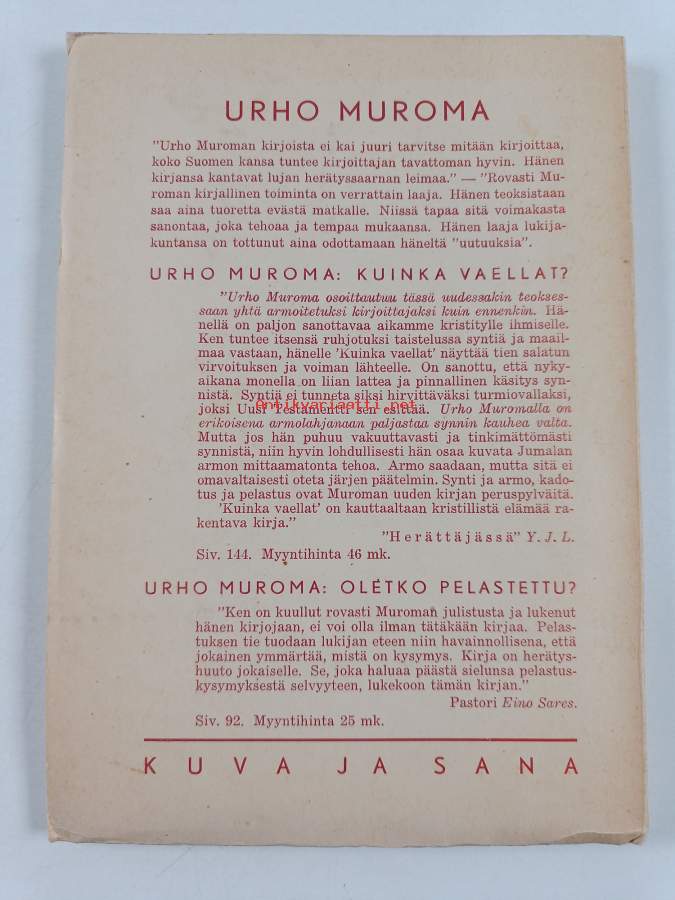 URHO MUROMA
"Urho Muroman kirjoista ei kai juuri tarvitse mitään kirjoittaa,
koko Suomen kansa tuntee kirjoittajan tavattoman hyvin. Hänen
kirjansa kantavat lujan herätyssaarnan leimaa." — "Rovasti Mu-
roman kirjallinen toiminta on verrattain laaja. Hänen teoksistaan
saa aina tuoretta evästä matkalle. Niissä tapaa sitä voimakasta
sanontaa, joka tehoaa ja tempaa mukaansa. Hänen laaja lukija-
kuntansa on tottunut aina odottamaan häneltä "uutuuksia".
URHO MUROMA: KUINKA VAELLAT?
"Urho Muroma osoittautuu tässä uudessakin teokses-
saan yhtä armoitetuksi kirjoittajaksi kuin ennenkin. Hä-
nellä on paljon sanottavaa aikamme kristitylle ihmiselle.
Ken tuntee itsensä ruhjotuksi taistelussa syntiä ja maail-
maa vastaan, hänelle 'Kuinka vaellat' näyttää tien salatun
virvoituksen ja voiman lähteelle. On sanottu, että nyky-
aikana monella on liian lattea ja pinnallinen käsitys syn-
nistä. Syntiä ei tunneta siksi hirvittäväksi turmiovallaksi,
antikvariaatti.net
joksi Uusi Testamentti sen esittää. Urho Muromalla on
erikoisena armolahjanaan paljastaa synnin kauhea valta.
Mutta jos hän puhuu vakuuttavasti ja tinkimättömästi
synnistä, niin hyvin lohdullisesti hän osaa kuvata Jumalan
armon mittaamatonta tehoa. Armo saadaan, mutta sitä ei
omavaltaisesti oteta järjen päätelmin. Synti ja armo, kado-
tus ja pelastus ovat Muroman uuden kirjan peruspylväitä.
'Kuinka vaellat' on kauttaaltaan kristillistä elämää ra-
kentava kirja."
"Herättäjässä" Y. J. L.
Siv. 144. Myyntihinta 46 mk.
URHO MUROMA: OLETKO PELASTETTU?
"Ken on kuullut rovasti Muroman julistusta ja lukenut
hänen kirjojaan, ei voi olla ilman tätäkään kirjaa. Pelas-
tuksen tie tuodaan lukijan eteen niin havainnollisena, että
jokainen ymmärtää, mistä on kysymys. Kirja on herätys-
huuto jokaiselle. Se, joka haluaa päästä sielunsa pelastus-
kysymyksestä selvyyteen, lukekoon tämän kirjan."
Pastori Eino Sares.
Siv. 92. Myyntihinta 25 mk.
KUVA JA SANA